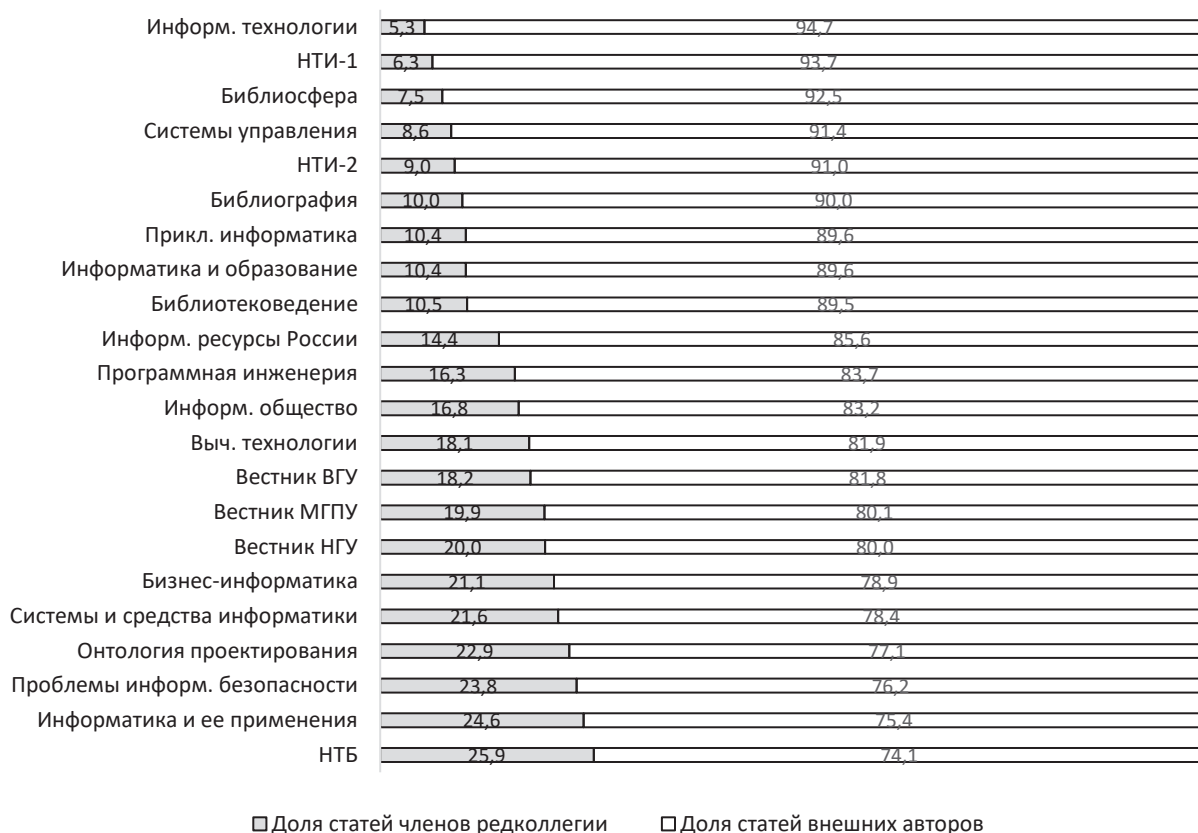 Информ. технологии 5,3 94,7
НТИ-1 6,3 93,7
Библиосфера 7,5 92,5
Системы управления 8,6 91,4
НТИ-2 9,0 91,0
Библиография 10,0 90,0
Прикл. информатика 10,4 89,6
Информатика и образование 10,4 89,6
Библиотековедение 10,5 89,5
Информ. ресурсы России 14,4 85,6
Программная инженерия 16,3 83,7
Информ. общество 16,8 83,2
Выч. технологии 18,1 81,9
Вестник ВГУ 18,2 81,8
Вестник МГПУ 19,9 80,1
Вестник НГУ 20,0 80,0
Бизнес-информатика 21,1 78,9
Системы и средства информатики 21,6 78,4
Онтология проектирования 22,9 77,1
Проблемы информ. безопасности 23,8 76,2
Информатика и ее применения 24,6 75,4
НТБ 25,9 74,1
Доля статей членов редколлегии Доля статей внешних авторов